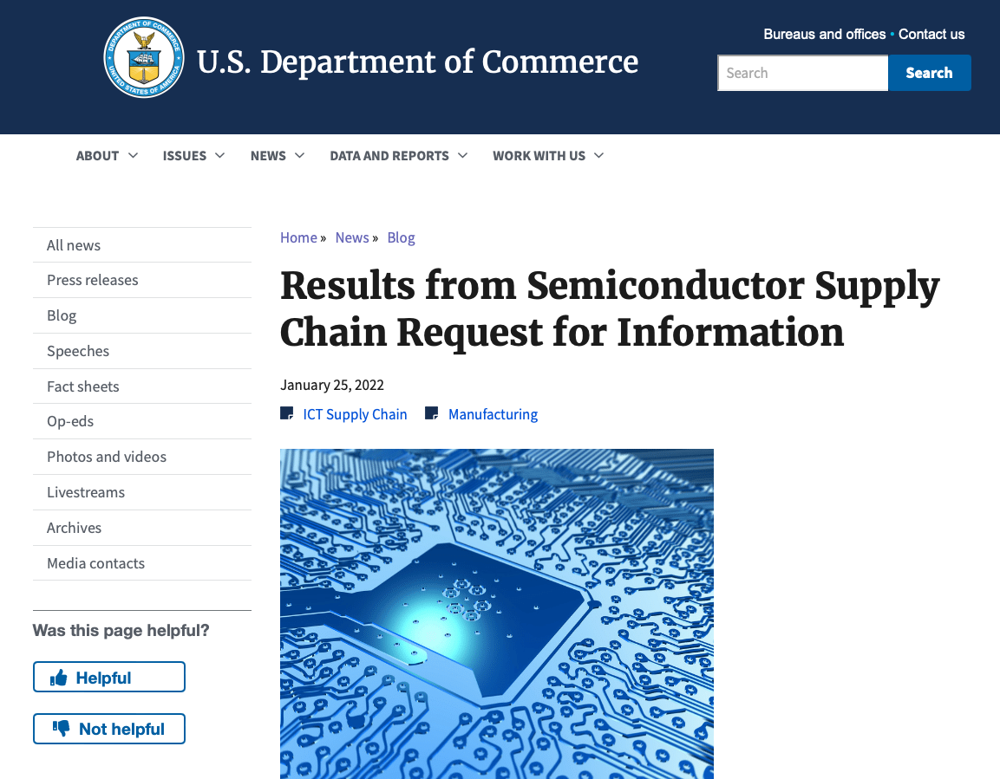 DEPARTMENT OF COMMERCE
UNITED STATES OF AMERICA
U.S. Department of Commerce
Bureaus and offices • Contact us
Search
Search
ABOUT
ISSUES
NEWS
DATA AND REPORTS
WORK WITH US
All news
Press releases
Blog
Speeches
Fact sheets
Op-eds
Photos and videos
Livestreams
Archives
Media contacts
Was this page helpful?
Helpful
Not helpful
Home » News » Blog
Results from Semiconductor Supply
Chain Request for Information
January 25, 2022
ICT Supply Chain
Manufacturing